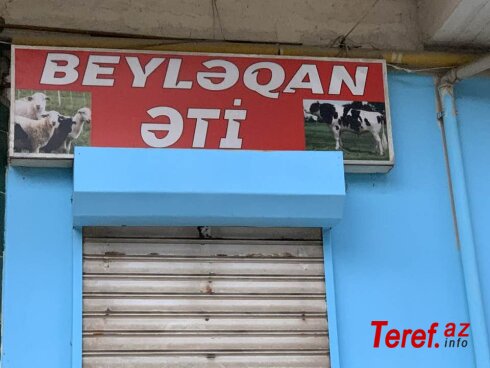 BEYLƏQAN
ƏTİ
Teref.az
info